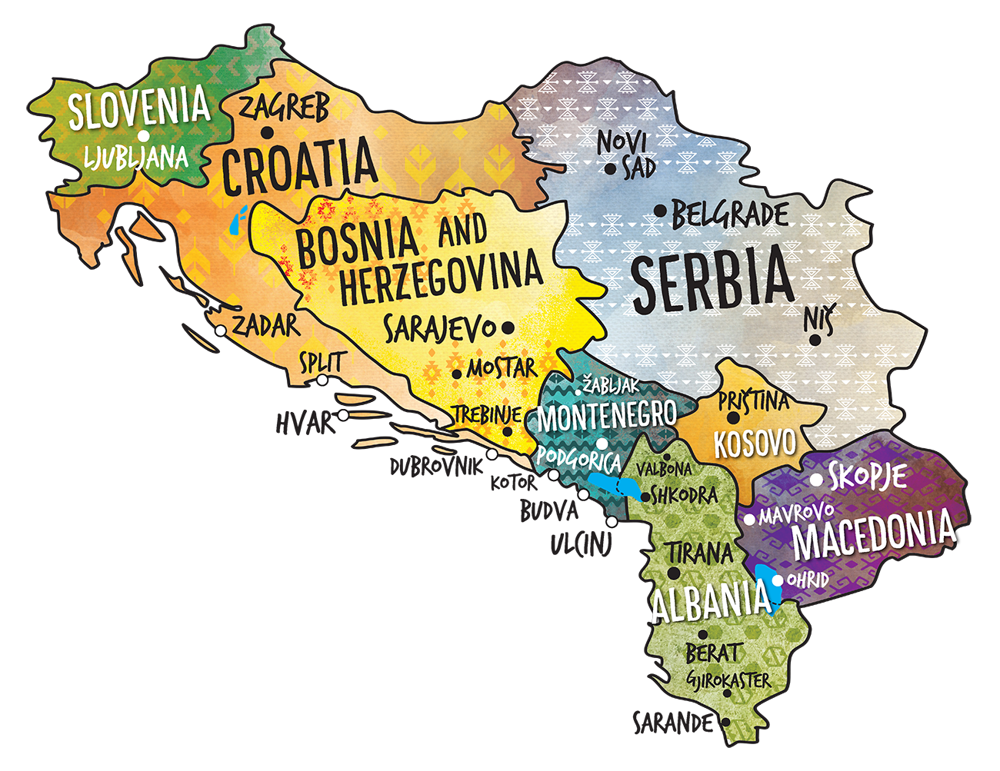 SLOVENIA
LJUBLJANA
ZAGREB
CROATIA
NOVI
SAD
BELGRADE
SERBIA
NIŠ
BOSNIA AND
HERZEGOVINA
SARAJEVO
MOSTAR
TREBINJE
ZADAR
SPLIT
HVAR
DUBROVNIK
KOTOR
BUDVA
ULCINJ
ŽABLJAK
MONTENEGRO
PODGORICA
PRIŠTINA
KOSOVO
VALBONA
SHKODRA
SKOPJE
MAVROVO
MACEDONIA
OHRID
TIRANA
ALBANIA
BERAT
GJIROKASTER
SARANDE